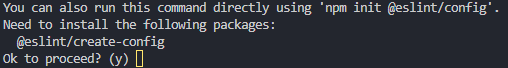 You can also run this command directly using 'npm init @eslint/config'.
Need to install the following packages:
  @eslint/create-config
Ok to proceed? (y)